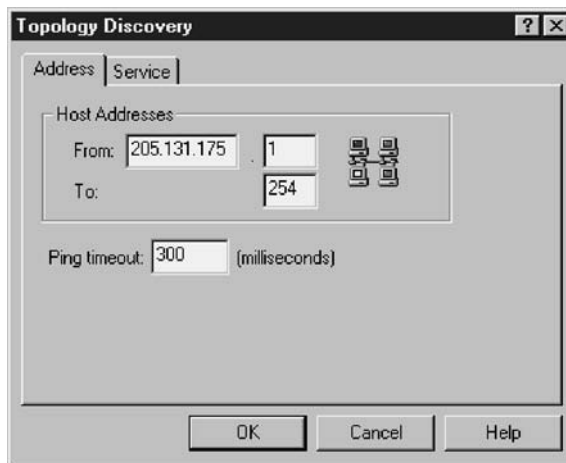 Topology Discovery
Address Service
Host Addresses
From: 205.131.175 . 1
To: 254
Ping timeout: 300 (milliseconds)
OK Cancel Help